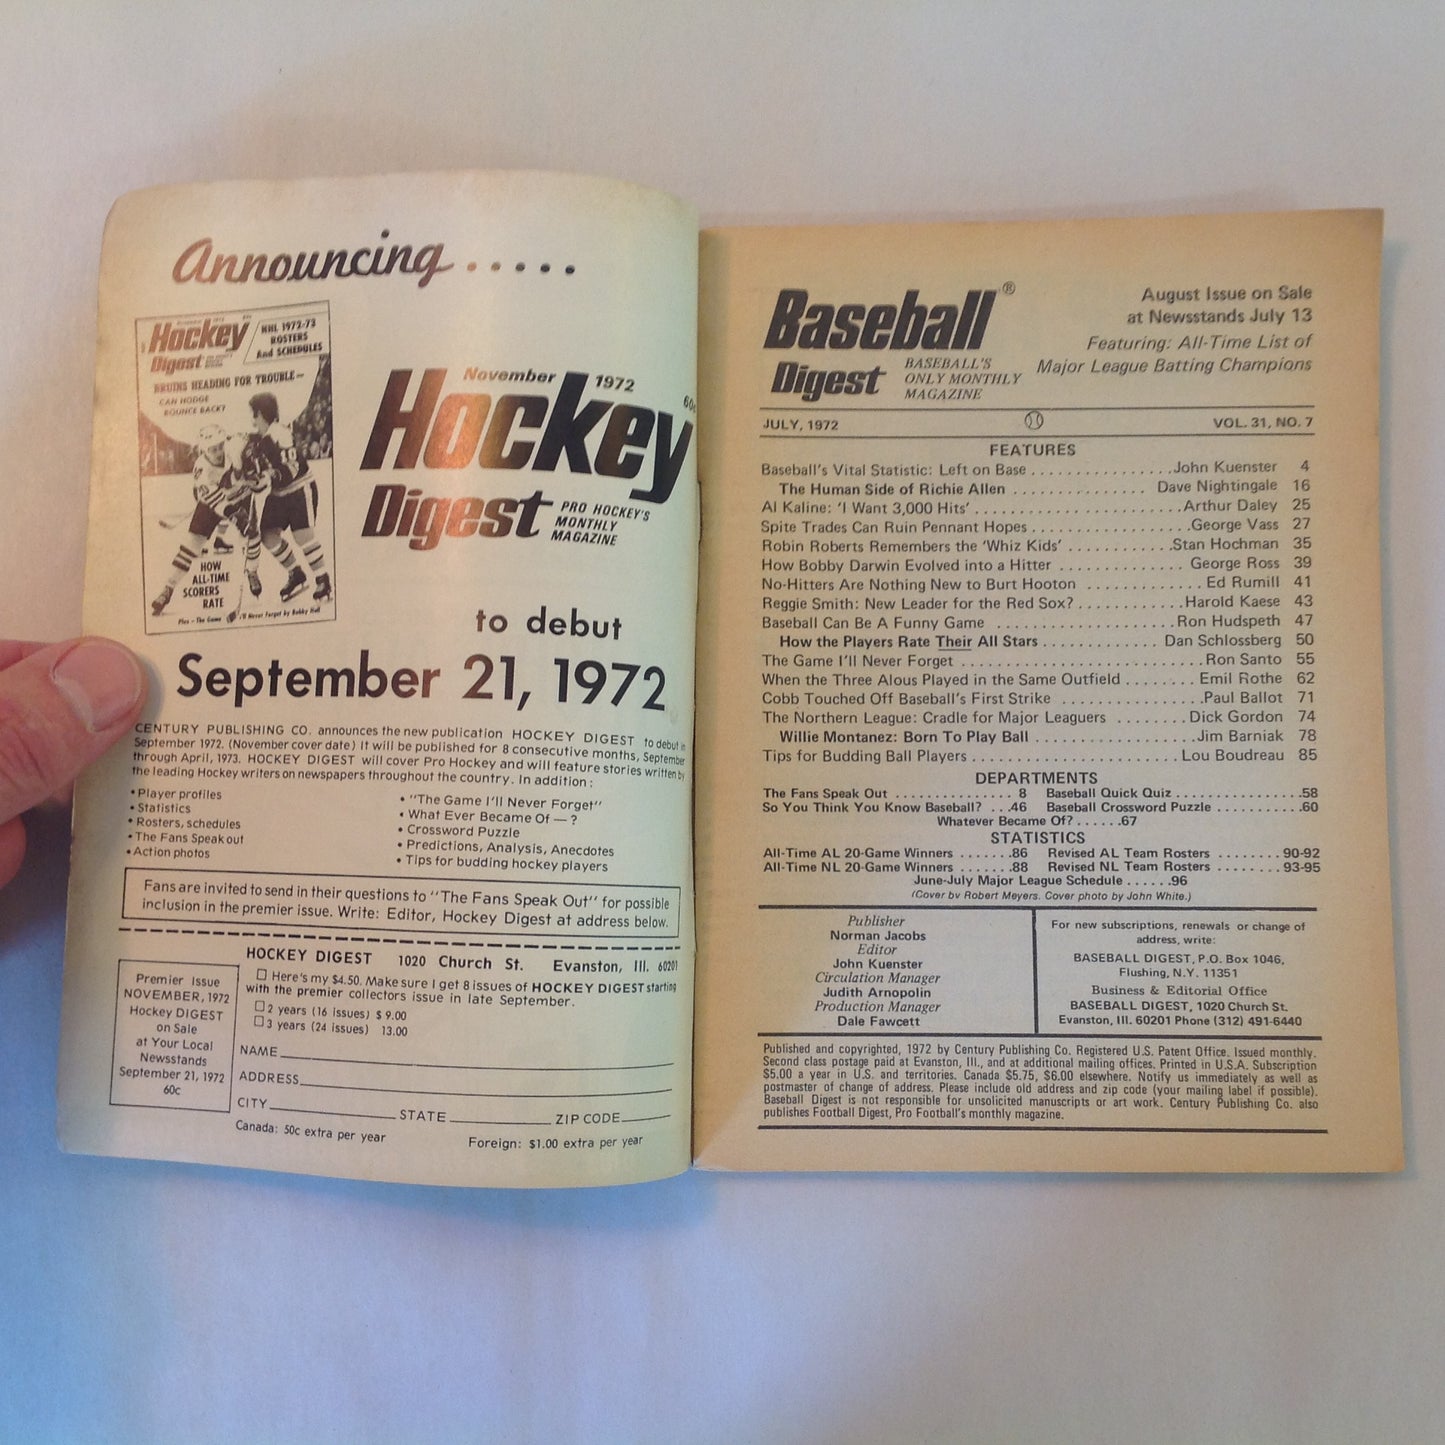 Announcing.....
Hockey
Digest
NHL 1972-73
ROSTERS
And SCHEDULES
BRUINS HEADING FOR TROUBLE—
CAN HODGE
BOUNCE BACK?
HOW
ALL-TIME
SCORERS
RATE
Plus - The Game I'll Never Forget by Bobby Hull
November 1972
60c
Hockey
Digest
PRO HOCKEY'S
MONTHLY
MAGAZINE
to debut
September 21, 1972
CENTURY PUBLISHING CO. announces the new publication HOCKEY DIGEST to debut in
September 1972. (November cover date) It will be published for 8 consecutive months, September
through April, 1973. HOCKEY DIGEST will cover Pro Hockey and will feature stories written by
the leading Hockey writers on newspapers throughout the country. In addition:
• Player profiles
• Statistics
• Rosters, schedules
• The Fans Speak out
• Action photos
• "The Game I'll Never Forget"
• What Ever Became Of — ?
• Crossword Puzzle
• Predictions, Analysis, Anecdotes
• Tips for budding hockey players
Fans are invited to send in their questions to "The Fans Speak Out" for possible
inclusion in the premier issue. Write: Editor, Hockey Digest at address below.
HOCKEY DIGEST 1020 Church St. Evanston, Ill. 60201
Premier Issue
NOVEMBER, 1972
Hockey DIGEST
on Sale
at Your Local
Newsstands
September 21, 1972
60c
☐ Here's my $4.50. Make sure I get 8 issues of HOCKEY DIGEST starting
with the premier collectors issue in late September.
☐ 2 years (16 issues) $ 9.00
☐ 3 years (24 issues) 13.00
NAME
ADDRESS
CITY STATE ZIP CODE
Canada: 50c extra per year Foreign: $1.00 extra per year
Baseball®
Digest
BASEBALL'S
ONLY MONTHLY
MAGAZINE
August Issue on Sale
at Newsstands July 13
Featuring: All-Time List of
Major League Batting Champions
JULY, 1972 VOL. 31, NO. 7
FEATURES
Baseball's Vital Statistic: Left on Base ................John Kuenster 4
The Human Side of Richie Allen ............... Dave Nightingale 16
Al Kaline: 'I Want 3,000 Hits' ........................Arthur Daley 25
Spite Trades Can Ruin Pennant Hopes..................George Vass 27
Robin Roberts Remembers the 'Whiz Kids' ............Stan Hochman 35
How Bobby Darwin Evolved into a Hitter .............. George Ross 39
No-Hitters Are Nothing New to Burt Hooton ............ Ed Rumill 41
Reggie Smith: New Leader for the Red Sox?............Harold Kaese 43
Baseball Can Be A Funny Game ..................... Ron Hudspeth 47
How the Players Rate Their All Stars ............. Dan Schlossberg 50
The Game I'll Never Forget ............................Ron Santo 55
When the Three Alous Played in the Same Outfield ........ Emil Rothe 62
Cobb Touched Off Baseball's First Strike .................Paul Ballot 71
The Northern League: Cradle for Major Leaguers ........ Dick Gordon 74
Willie Montanez: Born To Play Ball ...................Jim Barniak 78
Tips for Budding Ball Players ........................ Lou Boudreau 85
DEPARTMENTS
The Fans Speak Out ............... 8 Baseball Quick Quiz ................58
So You Think You Know Baseball? ...46 Baseball Crossword Puzzle ...........60
Whatever Became Of? ......67
STATISTICS
All-Time AL 20-Game Winners .......86 Revised AL Team Rosters ........90-92
All-Time NL 20-Game Winners .......88 Revised NL Team Rosters ........93-95
June-July Major League Schedule ......96
(Cover by Robert Meyers. Cover photo by John White.)
Publisher
Norman Jacobs
Editor
John Kuenster
Circulation Manager
Judith Arnopolin
Production Manager
Dale Fawcett
For new subscriptions, renewals or change of
address, write:
BASEBALL DIGEST, P.O. Box 1046,
Flushing, N.Y. 11351
Business & Editorial Office
BASEBALL DIGEST, 1020 Church St.
Evanston, Ill. 60201 Phone (312) 491-6440
Published and copyrighted, 1972 by Century Publishing Co. Registered U.S. Patent Office. Issued monthly.
Second class postage paid at Evanston, Ill., and at additional mailing offices. Printed in U.S.A. Subscription
$5.00 a year in U.S. and territories. Canada $5.75, $6.00 elsewhere. Notify us immediately as well as
postmaster of change of address. Please include old address and zip code (your mailing label if possible).
Baseball Digest is not responsible for unsolicited manuscripts or art work. Century Publishing Co. also
publishes Football Digest, Pro Football's monthly magazine.